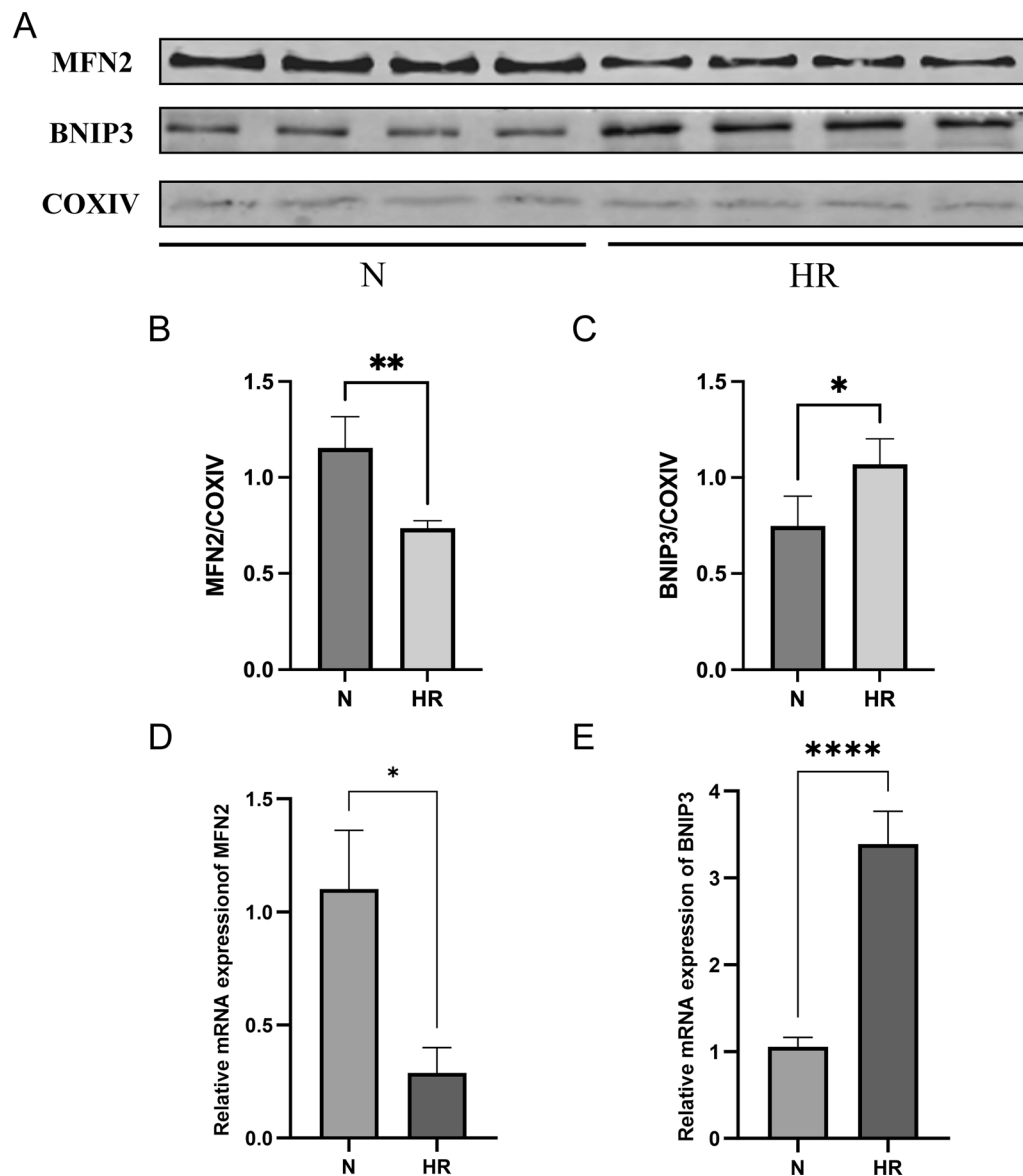 A
MFN2
BNIP3
COXIV
N HR
B
**
1.5
1.0
0.5
0.0
MFN2/COXIV
N HR
C
*
1.5
1.0
0.5
0.0
BNIP3/COXIV
N HR
D
*
1.5
1.0
0.5
0.0
Relative mRNA expressionof MFN2
N HR
E
****
4
3
2
1
0
Relative mRNA expression of BNIP3
N HR